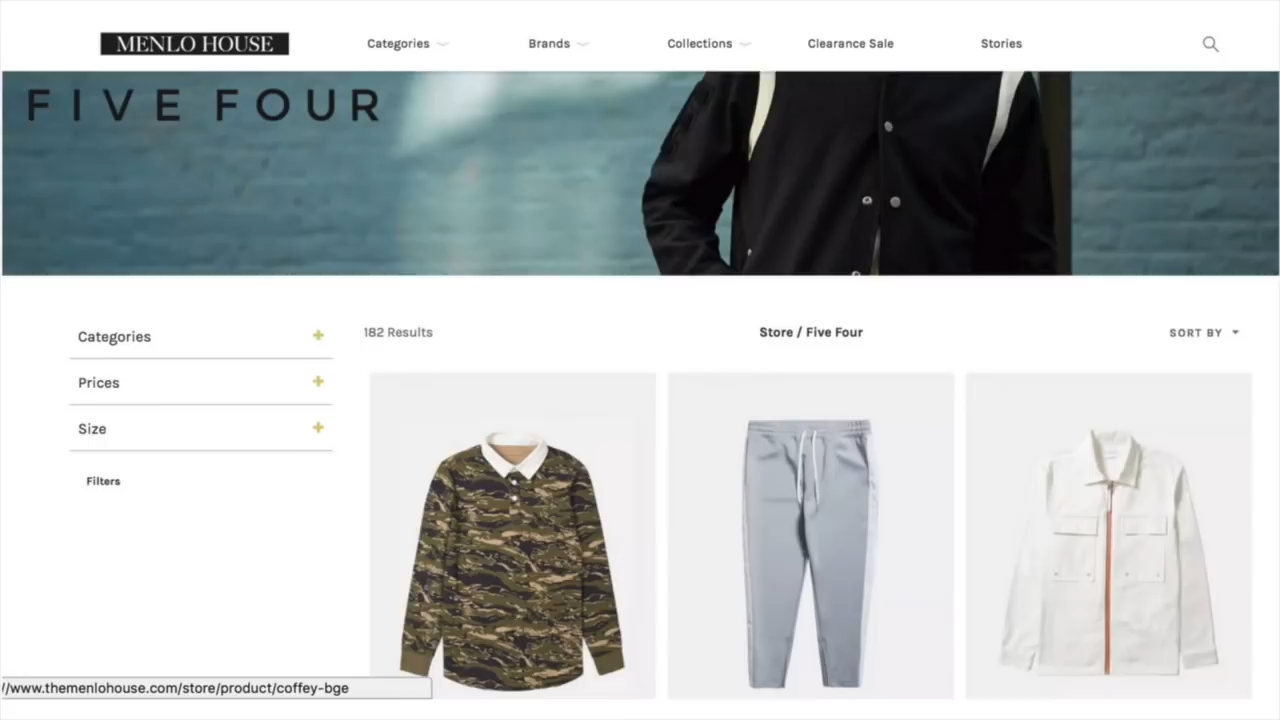 MENLO HOUSE
Categories
Brands
Collections
Clearance Sale
Stories
FIVE FOUR
Categories
Prices
Size
Filters
182 Results
Store / Five Four
SORT BY
//www.themenlohouse.com/store/product/coffey-bge